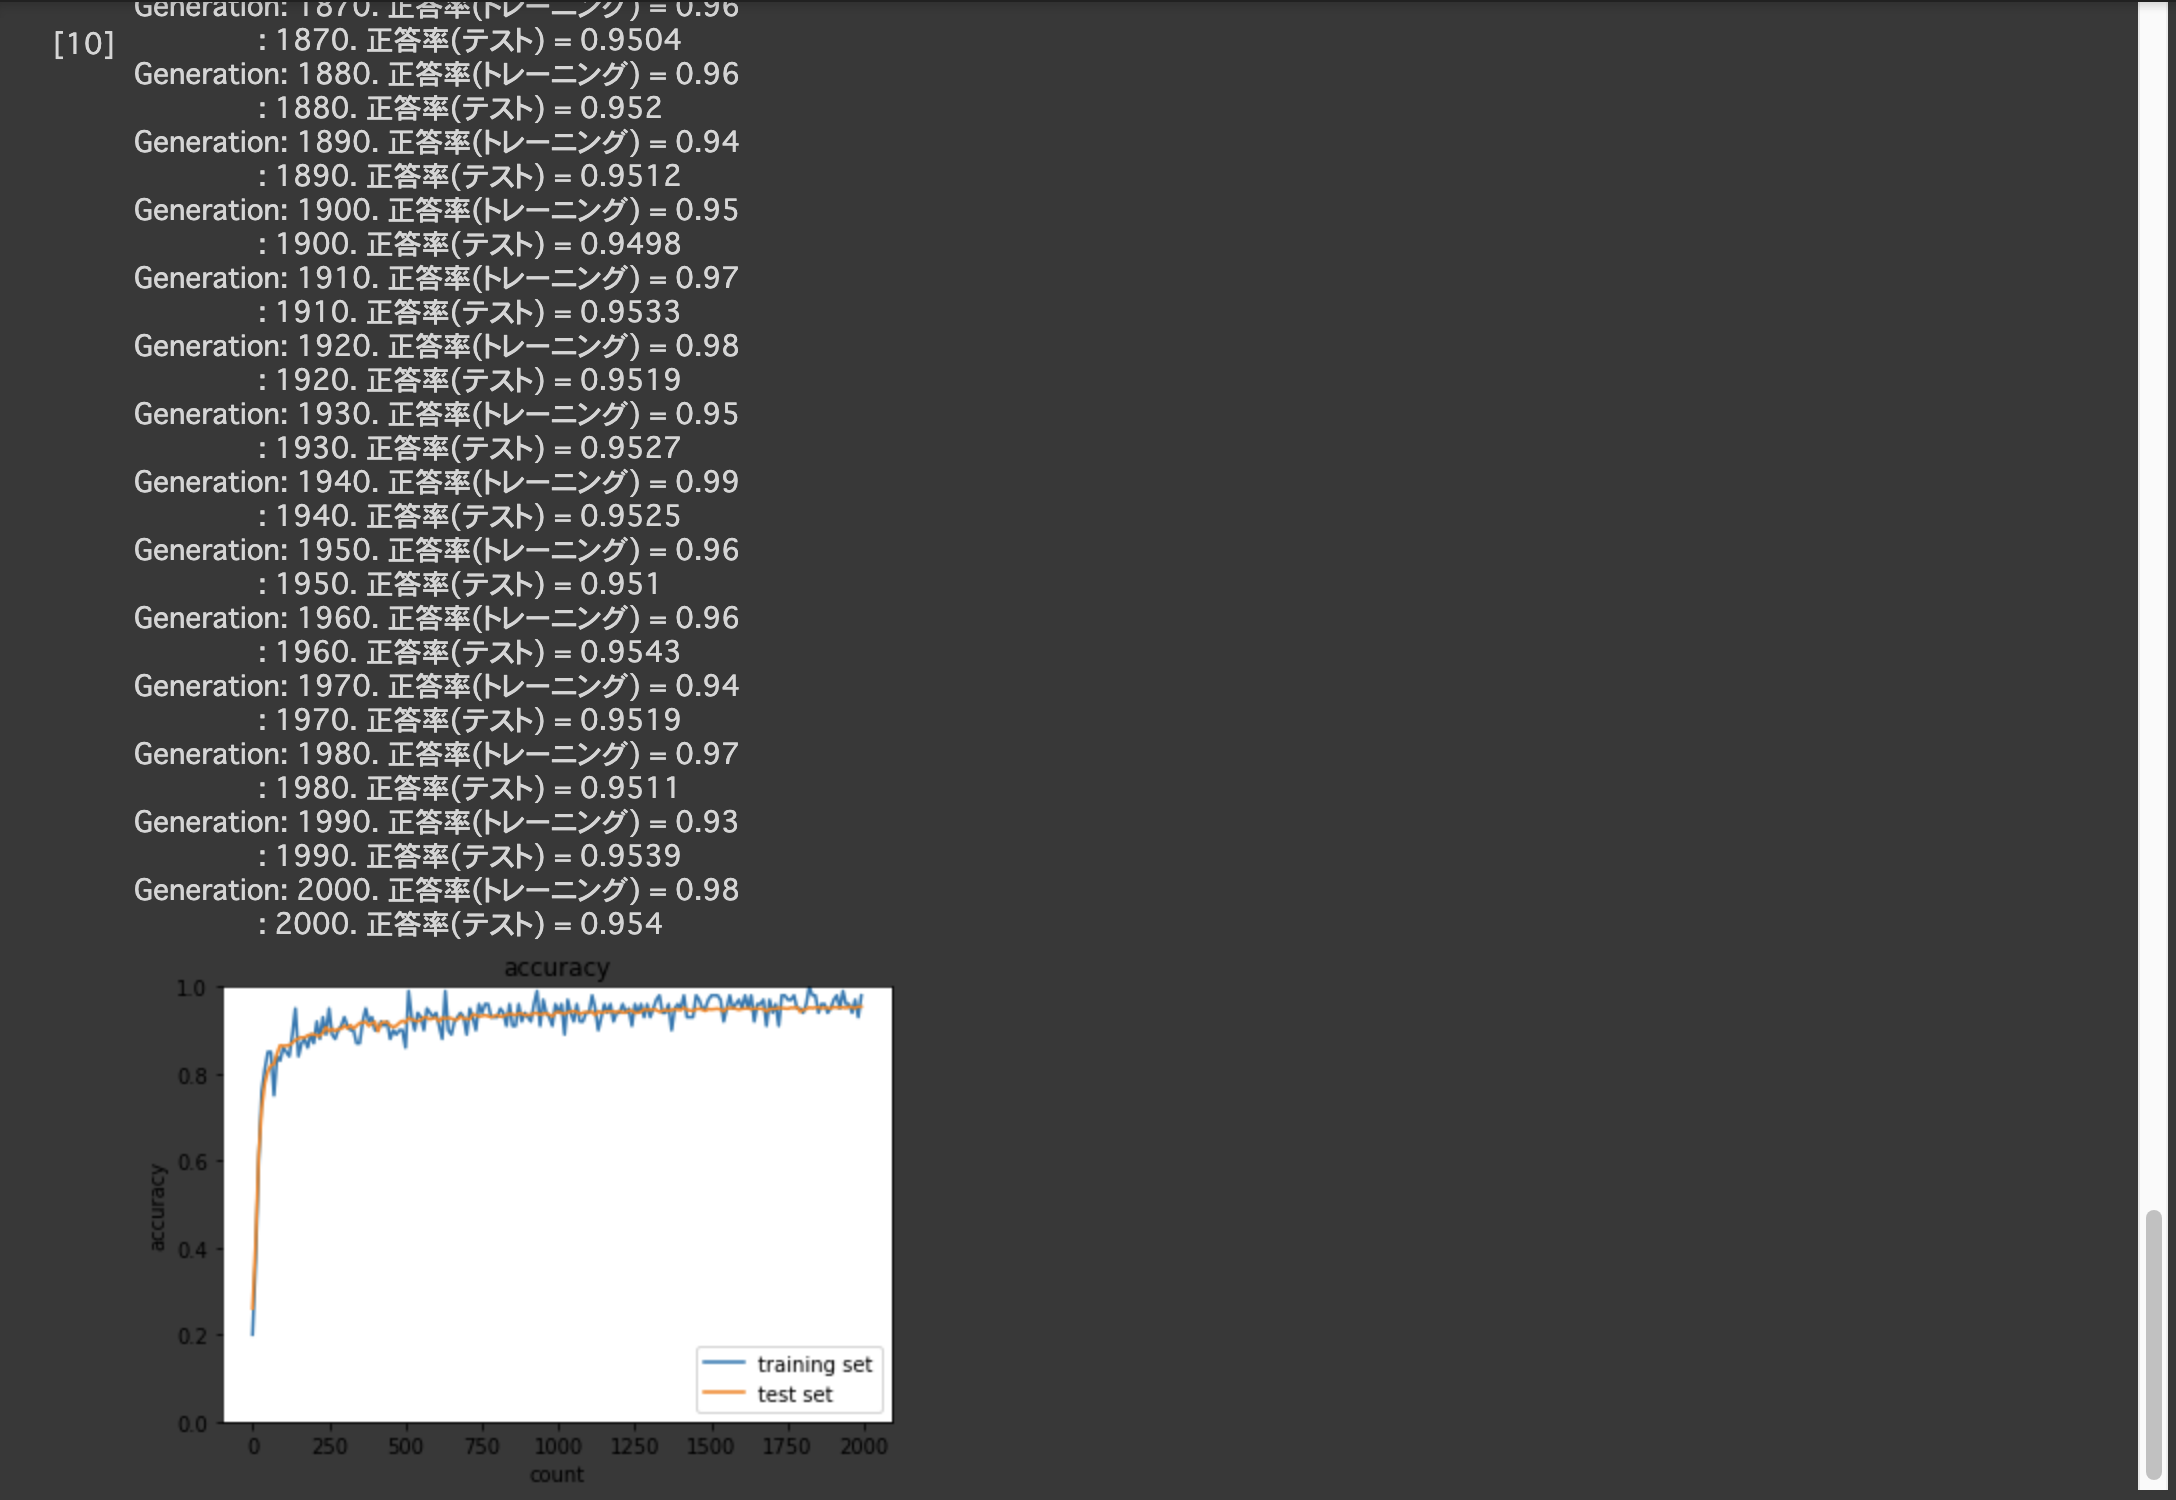 Generation: 1870. 正答率(トレーニング) = 0.96
[10]
: 1870. 正答率(テスト) = 0.9504
Generation: 1880. 正答率(トレーニング) = 0.96
: 1880. 正答率(テスト) = 0.952
Generation: 1890. 正答率(トレーニング) = 0.94
: 1890. 正答率(テスト) = 0.9512
Generation: 1900. 正答率(トレーニング) = 0.95
: 1900. 正答率(テスト) = 0.9498
Generation: 1910. 正答率(トレーニング) = 0.97
: 1910. 正答率(テスト) = 0.9533
Generation: 1920. 正答率(トレーニング) = 0.98
: 1920. 正答率(テスト) = 0.9519
Generation: 1930. 正答率(トレーニング) = 0.95
: 1930. 正答率(テスト) = 0.9527
Generation: 1940. 正答率(トレーニング) = 0.99
: 1940. 正答率(テスト) = 0.9525
Generation: 1950. 正答率(トレーニング) = 0.96
: 1950. 正答率(テスト) = 0.951
Generation: 1960. 正答率(トレーニング) = 0.96
: 1960. 正答率(テスト) = 0.9543
Generation: 1970. 正答率(トレーニング) = 0.94
: 1970. 正答率(テスト) = 0.9519
Generation: 1980. 正答率(トレーニング) = 0.97
: 1980. 正答率(テスト) = 0.9511
Generation: 1990. 正答率(トレーニング) = 0.93
: 1990. 正答率(テスト) = 0.9539
Generation: 2000. 正答率(トレーニング) = 0.98
: 2000. 正答率(テスト) = 0.954
accuracy
1.0
0.8
0.6
0.4
0.2
0.0
accuracy
training set
test set
0 250 500 750 1000 1250 1500 1750 2000
count